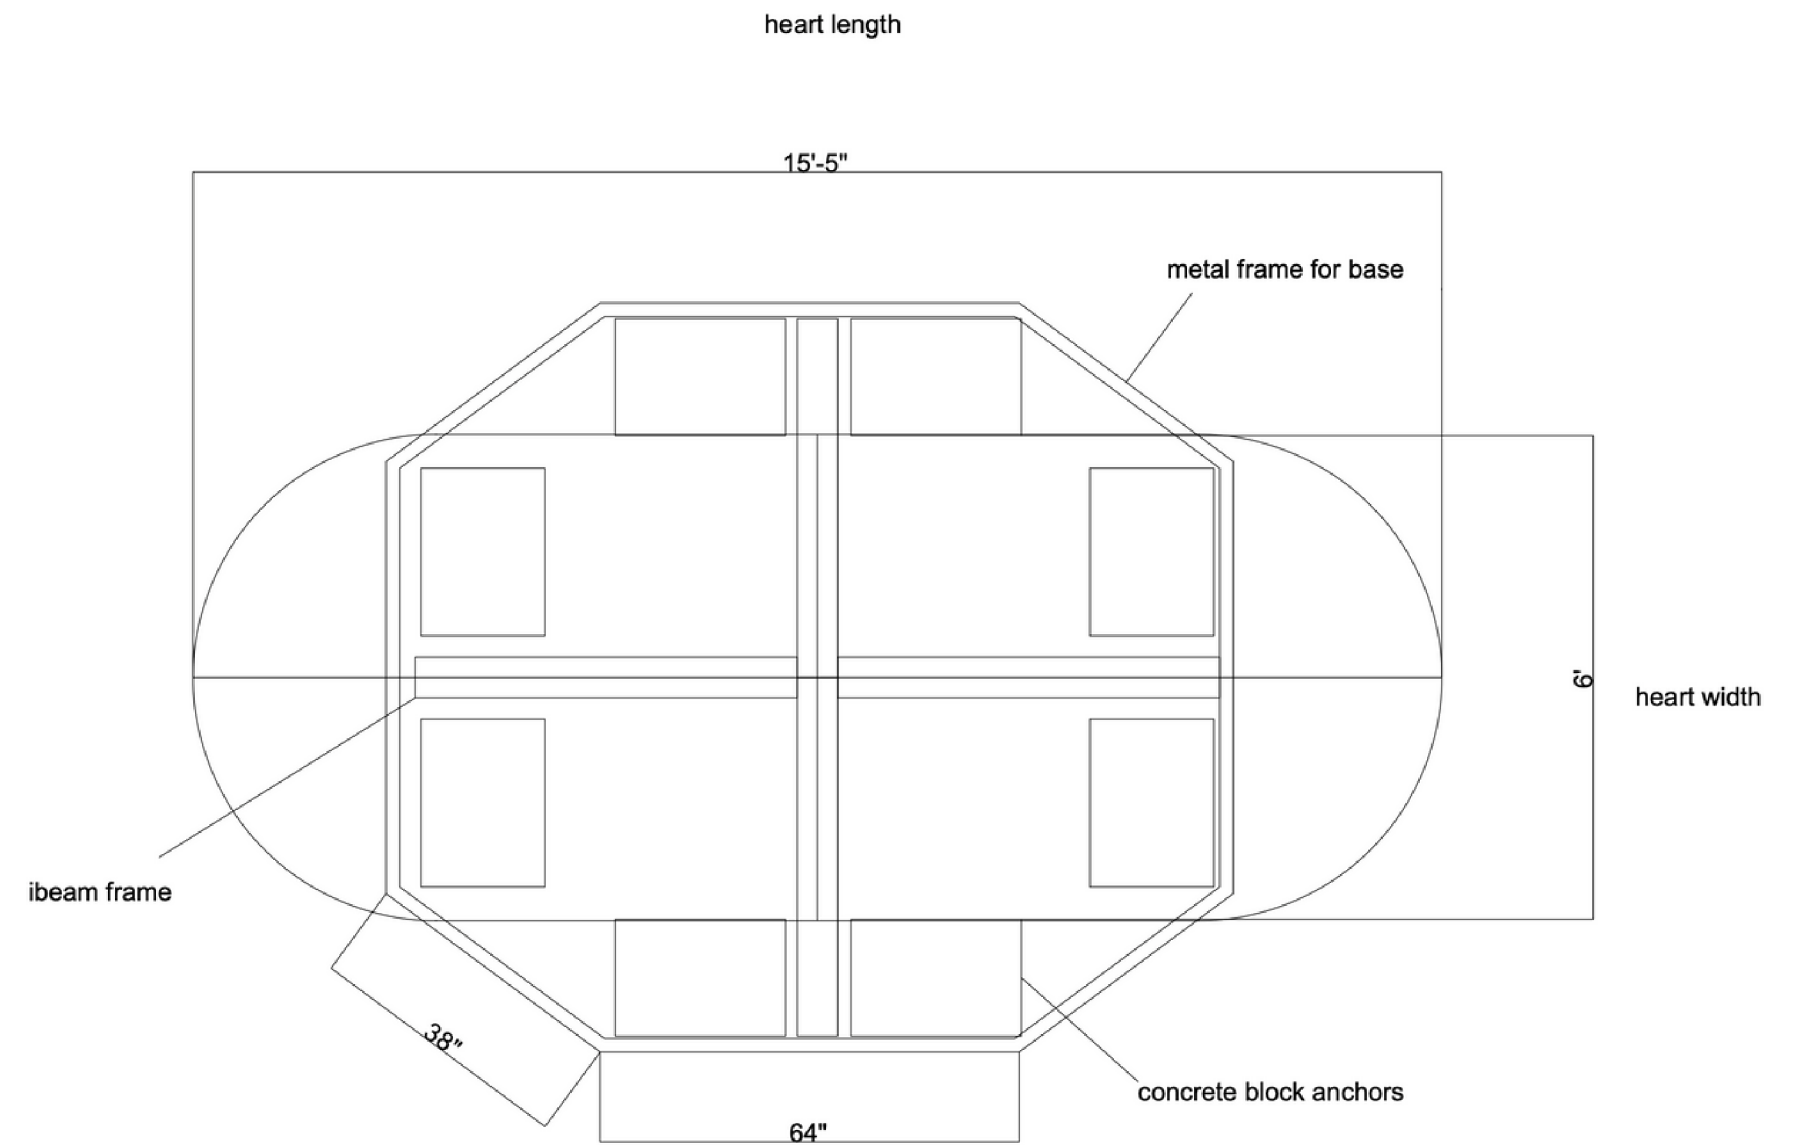 heart length
15'-5"
metal frame for base
6'
heart width
ibeam frame
38"
concrete block anchors
64"